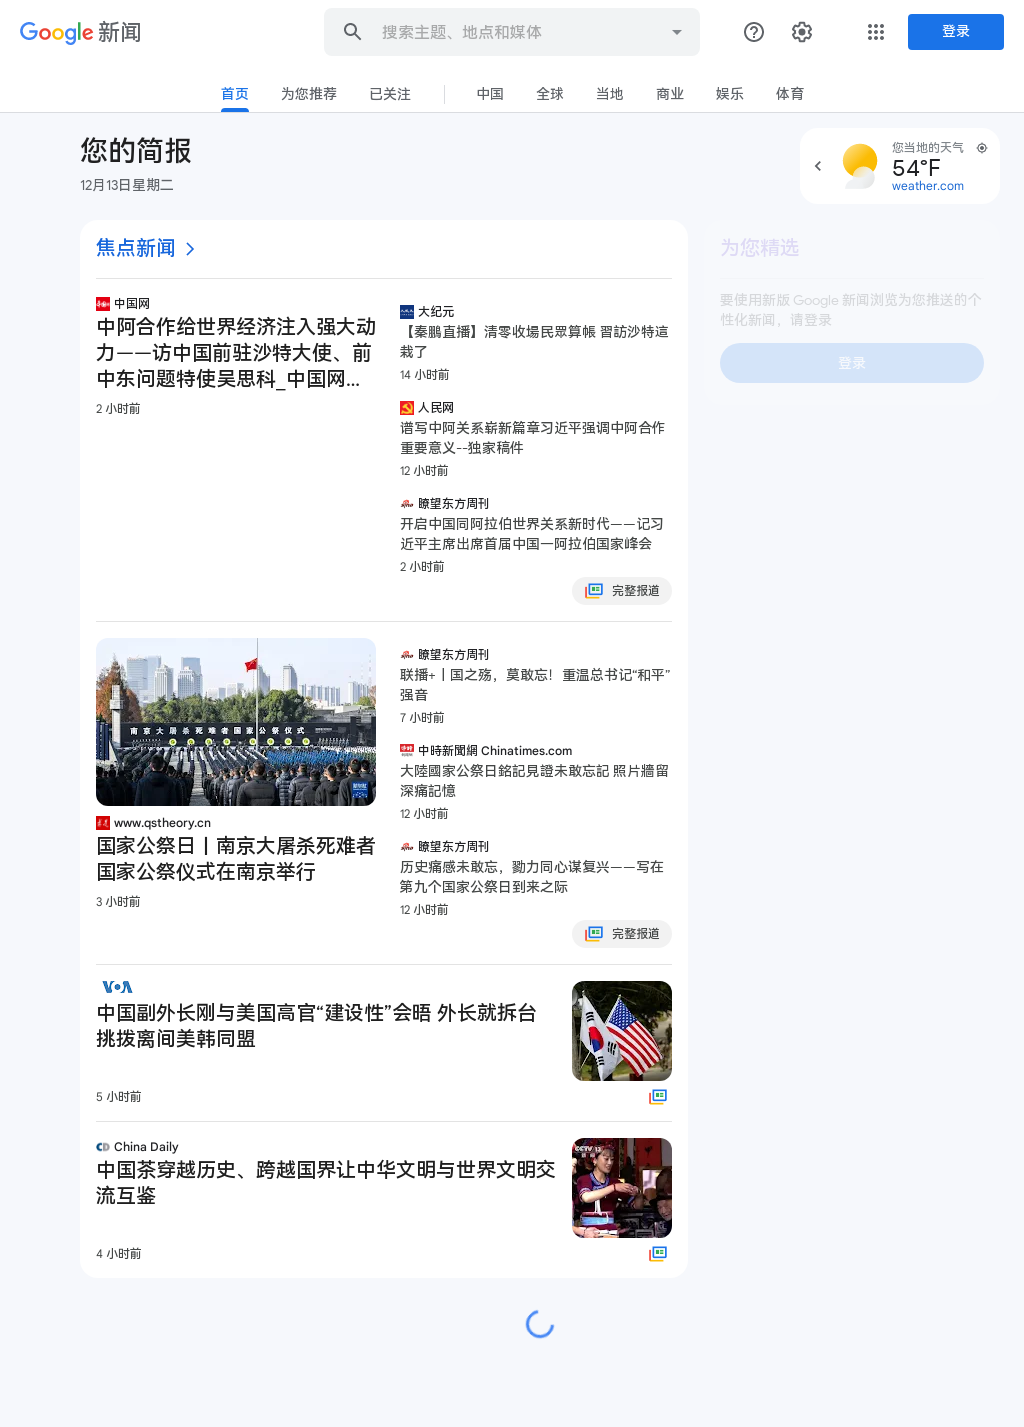 Google 新闻
搜索主题、地点和媒体
登录
首页
为您推荐
已关注
中国
全球
当地
商业
娱乐
体育
您的简报
12月13日星期二
您当地的天气
54°F
weather.com
焦点新闻
中国网
中阿合作给世界经济注入强大动
力——访中国前驻沙特大使、前
中东问题特使吴思科_中国网...
2 小时前
大纪元
【秦鹏直播】清零收場民眾算帳 習訪沙特這
栽了
14 小时前
人民网
谱写中阿关系崭新篇章习近平强调中阿合作
重要意义--独家稿件
12 小时前
瞭望东方周刊
开启中国同阿拉伯世界关系新时代——记习
近平主席出席首届中国—阿拉伯国家峰会
2 小时前
完整报道
为您精选
要使用新版 Google 新闻浏览为您推送的个
性化新闻，请登录
登录
南京大屠杀死难者国家公祭仪式
www.qstheory.cn
国家公祭日丨南京大屠杀死难者
国家公祭仪式在南京举行
3 小时前
瞭望东方周刊
联播+丨国之殇，莫敢忘！重温总书记“和平”
强音
7 小时前
中時新聞網 Chinatimes.com
大陸國家公祭日銘記見證未敢忘記 照片牆留
深痛記憶
12 小时前
瞭望东方周刊
历史痛感未敢忘，勠力同心谋复兴——写在
第九个国家公祭日到来之际
12 小时前
完整报道
VOA
中国副外长刚与美国高官“建设性”会晤 外长就拆台
挑拨离间美韩同盟
5 小时前
China Daily
中国茶穿越历史、跨越国界让中华文明与世界文明交
流互鉴
4 小时前
CCTV 13